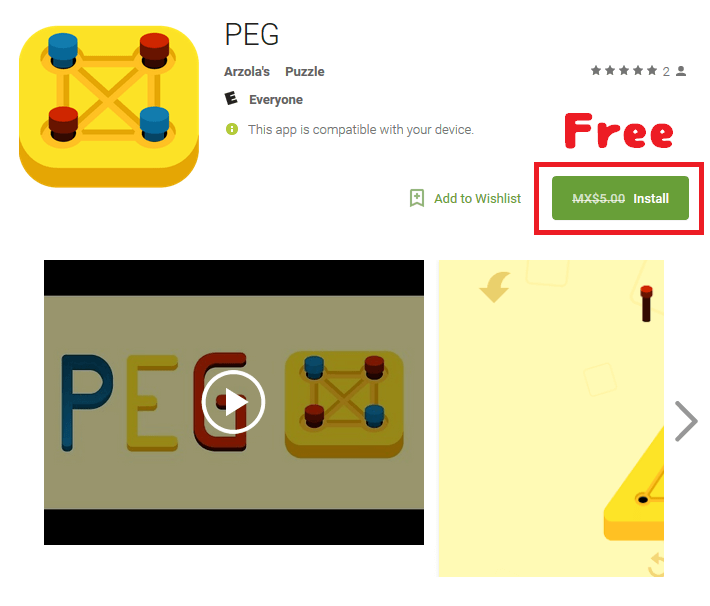 PEG
Arzola's Puzzle
2
E Everyone
This app is compatible with your device.
Free
Add to Wishlist
MX$5.00 Install
PEG